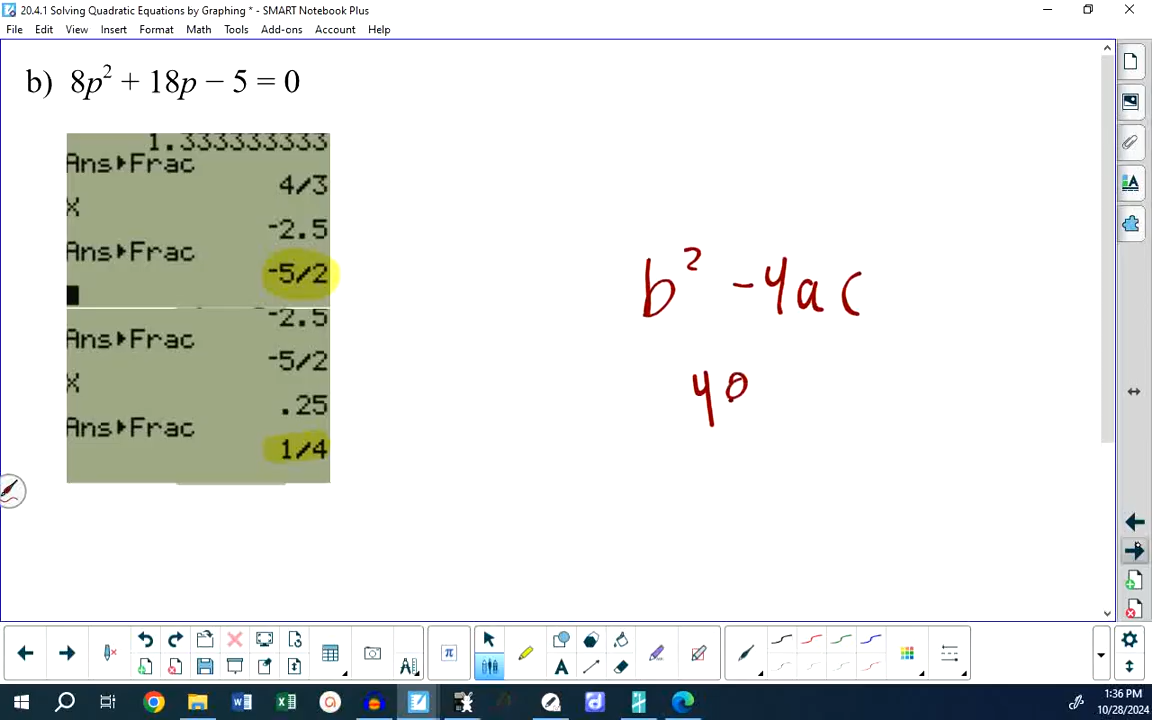 20.4.1 Solving Quadratic Equations by Graphing * - SMART Notebook Plus
File Edit View Insert Format Math Tools Add-ons Account Help
b) 8p² + 18p − 5 = 0
1.333333333
Ans▸Frac
4/3
X
-2.5
Ans▸Frac
-5/2
-2.5
Ans▸Frac
-5/2
X
.25
Ans▸Frac
1/4
b² -4ac
40
π
A
1:36 PM
10/28/2024